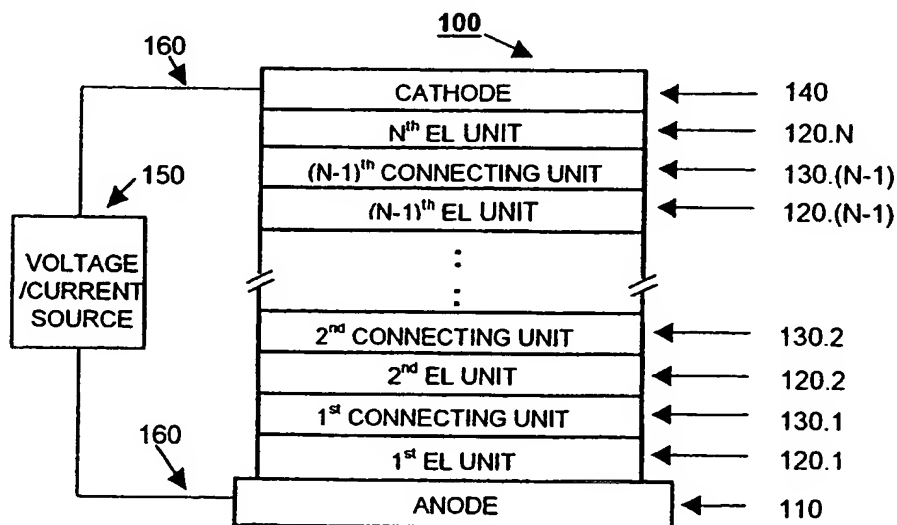 100
160
CATHODE
140
Nth EL UNIT
120.N
150
(N-1)th CONNECTING UNIT
130.(N-1)
(N-1)th EL UNIT
120.(N-1)
VOLTAGE
/CURRENT
SOURCE
2nd CONNECTING UNIT
130.2
2nd EL UNIT
120.2
1st CONNECTING UNIT
130.1
160
1st EL UNIT
120.1
ANODE
110